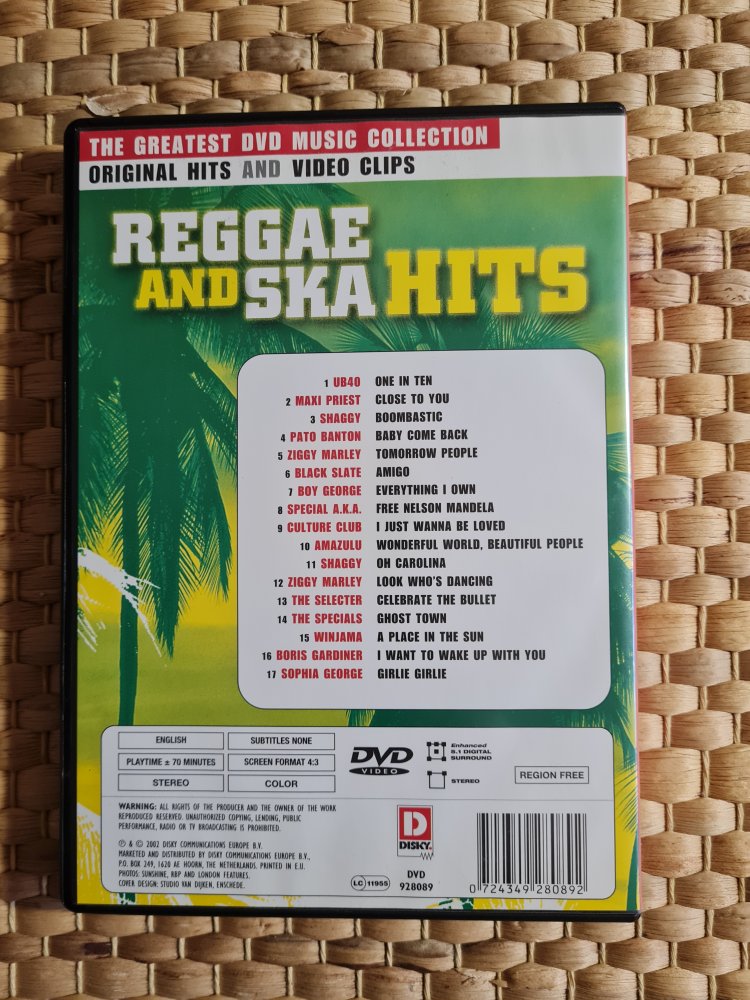 THE GREATEST DVD MUSIC COLLECTION
ORIGINAL HITS AND VIDEO CLIPS
REGGAE
AND SKA HITS
1 UB40 ONE IN TEN
2 MAXI PRIEST CLOSE TO YOU
3 SHAGGY BOOMBASTIC
4 PATO BANTON BABY COME BACK
5 ZIGGY MARLEY TOMORROW PEOPLE
6 BLACK SLATE AMIGO
7 BOY GEORGE EVERYTHING I OWN
8 SPECIAL A.K.A. FREE NELSON MANDELA
9 CULTURE CLUB I JUST WANNA BE LOVED
10 AMAZULU WONDERFUL WORLD, BEAUTIFUL PEOPLE
11 SHAGGY OH CAROLINA
12 ZIGGY MARLEY LOOK WHO'S DANCING
13 THE SELECTER CELEBRATE THE BULLET
14 THE SPECIALS GHOST TOWN
15 WINJAMA A PLACE IN THE SUN
16 BORIS GARDINER I WANT TO WAKE UP WITH YOU
17 SOPHIA GEORGE GIRLIE GIRLIE
ENGLISH SUBTITLES NONE
PLAYTIME ± 70 MINUTES SCREEN FORMAT 4:3
STEREO COLOR
DVD
VIDEO
Enhanced
5.1 DIGITAL
SURROUND
STEREO
REGION FREE
WARNING: ALL RIGHTS OF THE PRODUCER AND THE OWNER OF THE WORK
REPRODUCED RESERVED. UNAUTHORIZED COPYING, LENDING, PUBLIC
PERFORMANCE, RADIO OR TV BROADCASTING IS PROHIBITED.
℗ & © 2002 DISKY COMMUNICATIONS EUROPE B.V.
MARKETED AND DISTRIBUTED BY DISKY COMMUNICATIONS EUROPE B.V.,
P.O. BOX 249, 1620 AE HOORN, THE NETHERLANDS. PRINTED IN E.U.
PHOTOS: SUNSHINE, RBP AND LONDON FEATURES.
COVER DESIGN: STUDIO VAN DIJKEN, ENSCHEDE.
LC 11955
D
DISKY.
DVD
928089
0 724349 280892